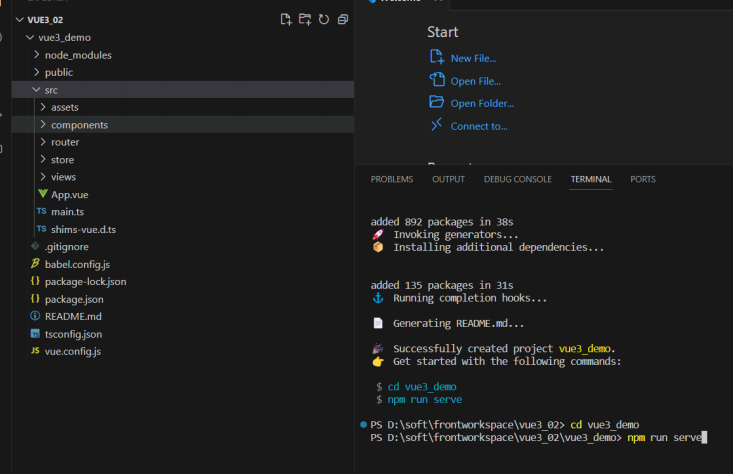 VUE3_02
vue3_demo
node_modules
public
src
assets
components
router
store
views
App.vue
TS main.ts
TS shims-vue.d.ts
.gitignore
babel.config.js
{} package-lock.json
{} package.json
README.md
tsconfig.json
JS vue.config.js
Welcome
Start
New File...
Open File...
Open Folder...
Connect to...
PROBLEMS OUTPUT DEBUG CONSOLE TERMINAL PORTS
added 892 packages in 38s
🚀 Invoking generators...
📦 Installing additional dependencies...
added 135 packages in 31s
⚓ Running completion hooks...
📄 Generating README.md...
🎉 Successfully created project vue3_demo.
👉 Get started with the following commands:
$ cd vue3_demo
$ npm run serve
PS D:\soft\frontworkspace\vue3_02> cd vue3_demo
PS D:\soft\frontworkspace\vue3_02\vue3_demo> npm run serve